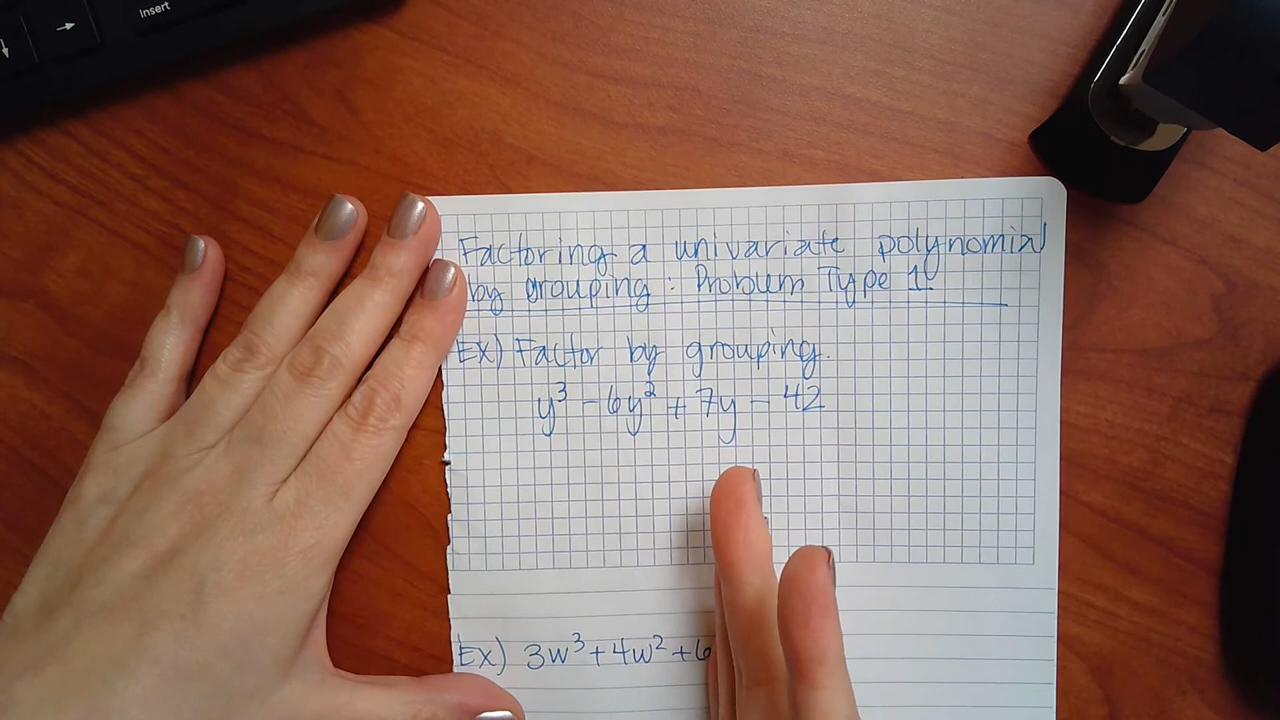 Insert
Factoring a univariate polynomial
by grouping : Problem Type 1.
Ex) Factor by grouping.
y³ - 6y² + 7y - 42
Ex) 3w³ + 4w² + 6